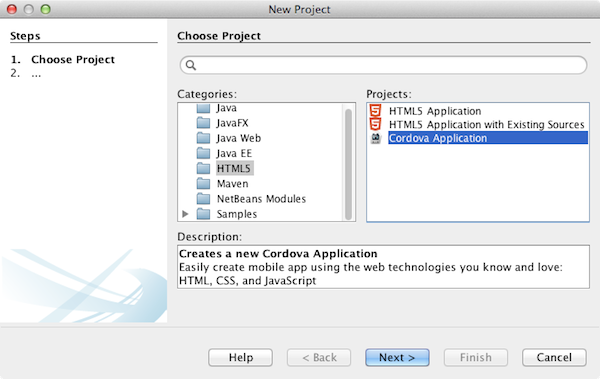 New Project
Steps
1. Choose Project
2. ...
Choose Project
Categories:
Java
JavaFX
Java Web
Java EE
HTML5
Maven
NetBeans Modules
Samples
Projects:
HTML5 Application
HTML5 Application with Existing Sources
Cordova Application
Description:
Creates a new Cordova Application
Easily create mobile app using the web technologies you know and love:
HTML, CSS, and JavaScript
Help
< Back
Next >
Finish
Cancel